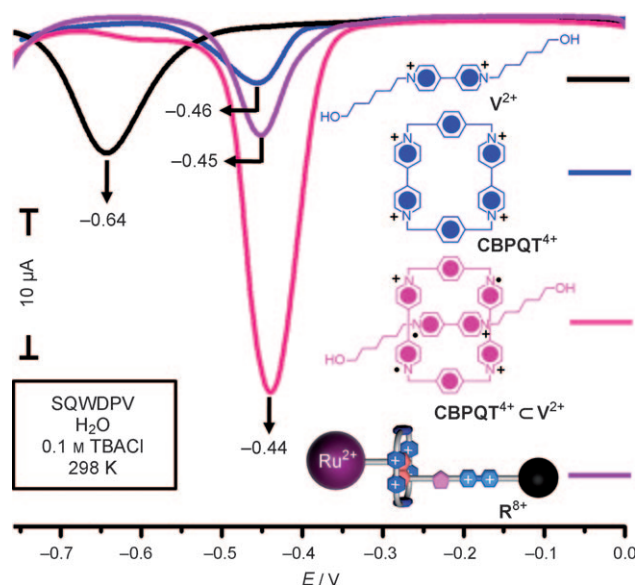 OH
+
N
N
+
HO
V²⁺
–0.46
–0.45
–0.64
+
N
N
+
N
+
N
+
CBPQT⁴⁺
10 µA
+
N
N
•
OH
N
N
•
+
HO
N
•
N
+
CBPQT⁴⁺ ⊂ V²⁺
SQWDPV
H₂O
0.1 M TBACl
298 K
–0.44
Ru²⁺
+ +
+ +
+ +
R⁸⁺
–0.7 –0.6 –0.5 –0.4 –0.3 –0.2 –0.1 0.0
E / V